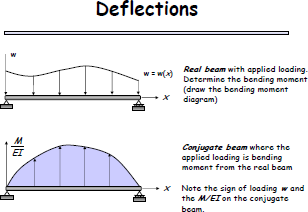 Deflections
w
w = w(x)
x
Real beam with applied loading.
Determine the bending moment
(draw the bending moment
diagram)
M
EI
x
Conjugate beam where the
applied loading is bending
moment from the real beam
Note the sign of loading w and
the M/EI on the conjugate
beam.